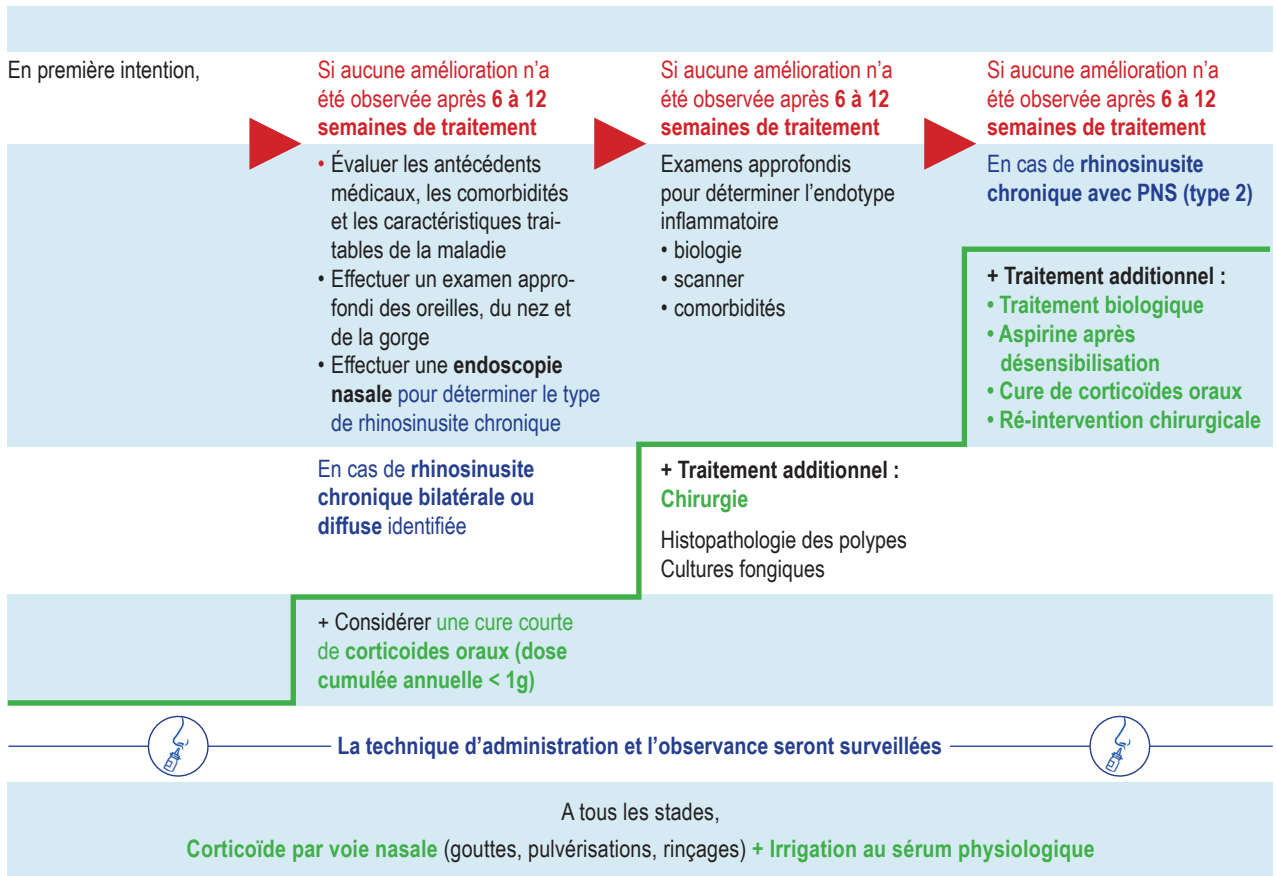 En première intention,
Si aucune amélioration n'a
été observée après 6 à 12
semaines de traitement
• Évaluer les antécédents
médicaux, les comorbidités
et les caractéristiques trai-
tables de la maladie
• Effectuer un examen appro-
fondi des oreilles, du nez et
de la gorge
• Effectuer une endoscopie
nasale pour déterminer le type
de rhinosinusite chronique
En cas de rhinosinusite
chronique bilatérale ou
diffuse identifiée
+ Considérer une cure courte
de corticoides oraux (dose
cumulée annuelle < 1g)
Si aucune amélioration n'a
été observée après 6 à 12
semaines de traitement
Examens approfondis
pour déterminer l'endotype
inflammatoire
• biologie
• scanner
• comorbidités
+ Traitement additionnel :
Chirurgie
Histopathologie des polypes
Cultures fongiques
Si aucune amélioration n'a
été observée après 6 à 12
semaines de traitement
En cas de rhinosinusite
chronique avec PNS (type 2)
+ Traitement additionnel :
• Traitement biologique
• Aspirine après
désensibilisation
• Cure de corticoïdes oraux
• Ré-intervention chirurgicale
La technique d'administration et l'observance seront surveillées
A tous les stades,
Corticoïde par voie nasale (gouttes, pulvérisations, rinçages) + Irrigation au sérum physiologique